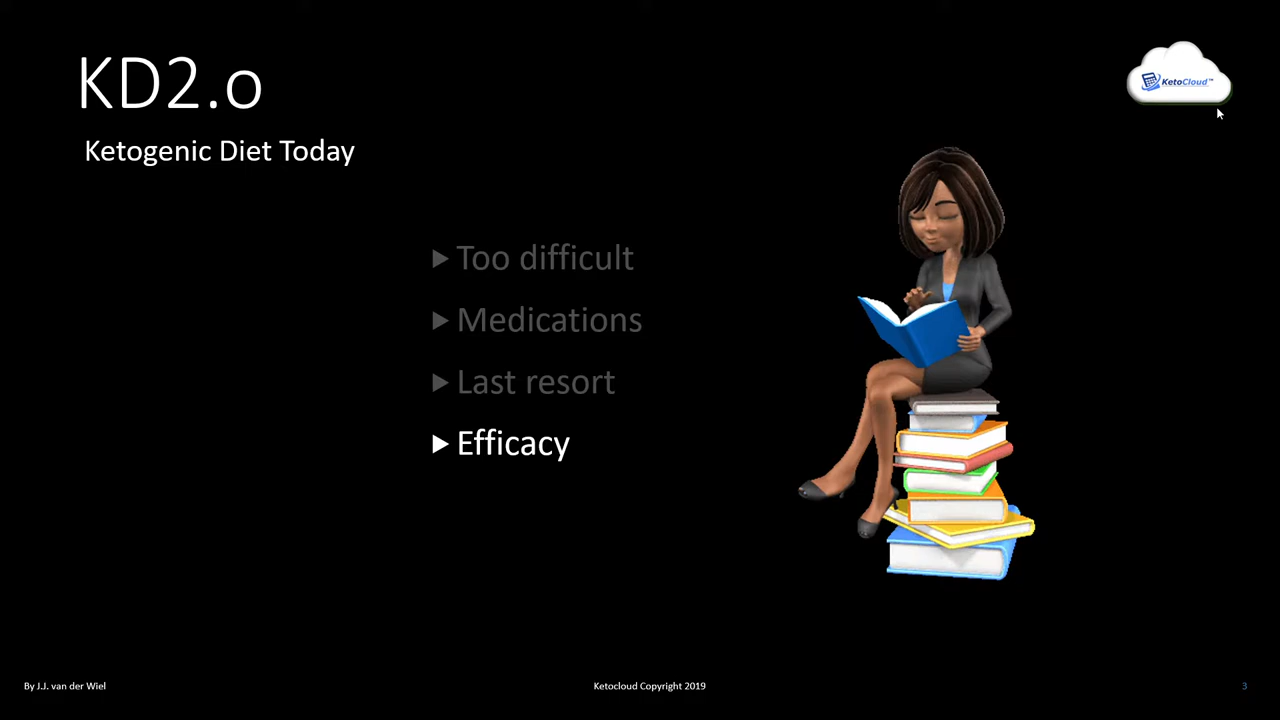 KD2.o
KetoCloud™
Ketogenic Diet Today
Too difficult
Medications
Last resort
Efficacy
By J.J. van der Wiel
Ketocloud Copyright 2019
3